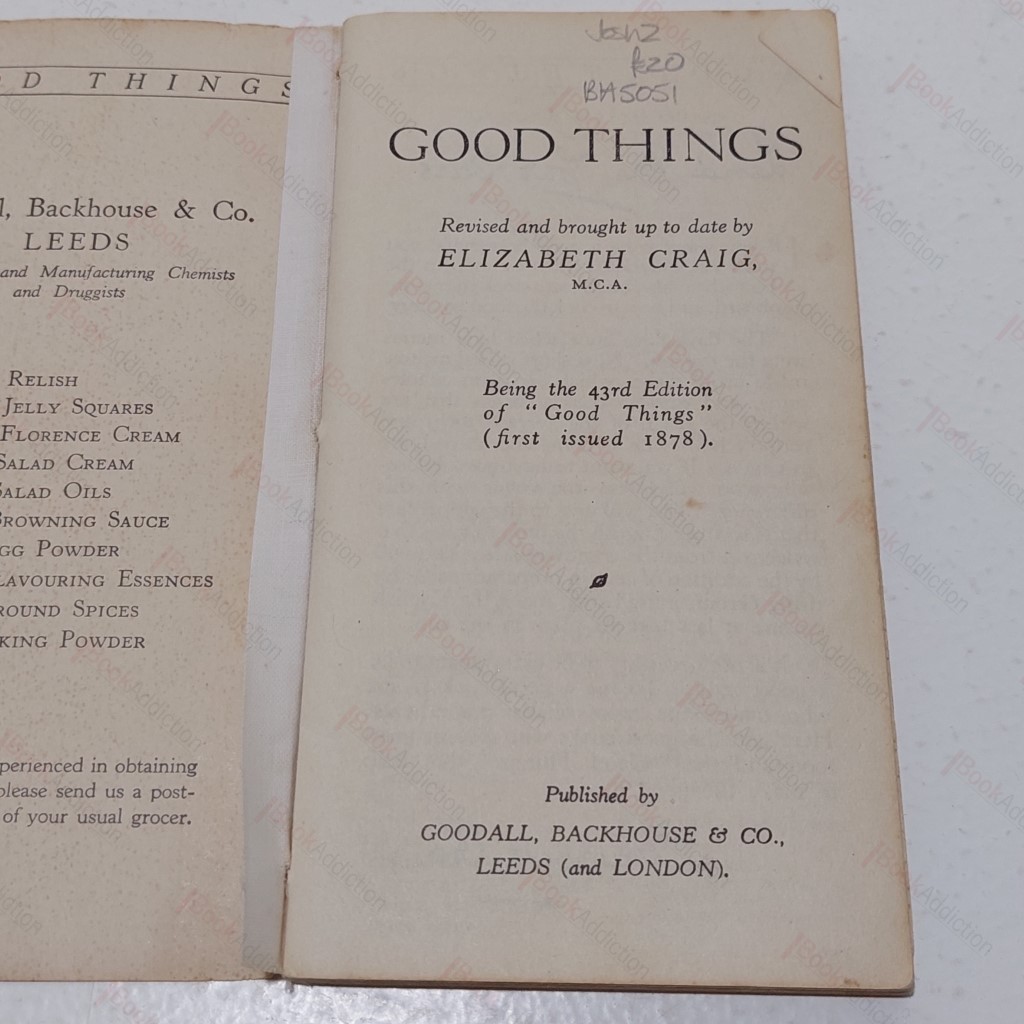 OD THINGS
l, Backhouse & Co.
LEEDS
and Manufacturing Chemists
and Druggists
RELISH
JELLY SQUARES
FLORENCE CREAM
SALAD CREAM
SALAD OILS
BROWNING SAUCE
GG POWDER
LAVOURING ESSENCES
ROUND SPICES
KING POWDER
perienced in obtaining
please send us a post-
of your usual grocer.
£20
BA5051
GOOD THINGS
Revised and brought up to date by
ELIZABETH CRAIG,
M.C.A.
Being the 43rd Edition
of "Good Things"
(first issued 1878).
Published by
GOODALL, BACKHOUSE & CO.,
LEEDS (and LONDON).
BookAddiction